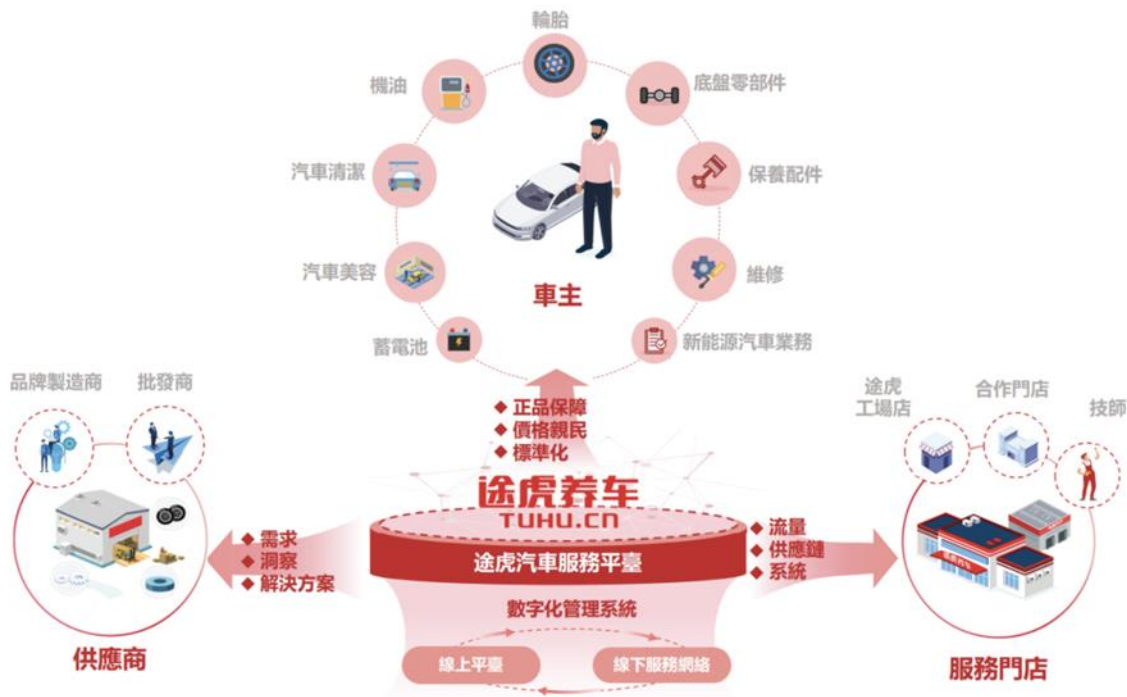 輪胎
機油
底盤零部件
汽車清潔
保養配件
汽車美容
維修
車主
蓄電池
新能源汽車業務
品牌製造商
批發商
途虎
工場店
合作門店
技師
◆ 正品保障
◆ 價格親民
◆ 標準化
途虎养车
TUHU.CN
途虎汽車服務平臺
◆ 需求
◆ 洞察
◆ 解決方案
◆ 流量
◆ 供應鏈
◆ 系統
途虎养车
數字化管理系統
線上平臺
線下服務網絡
供應商
服務門店